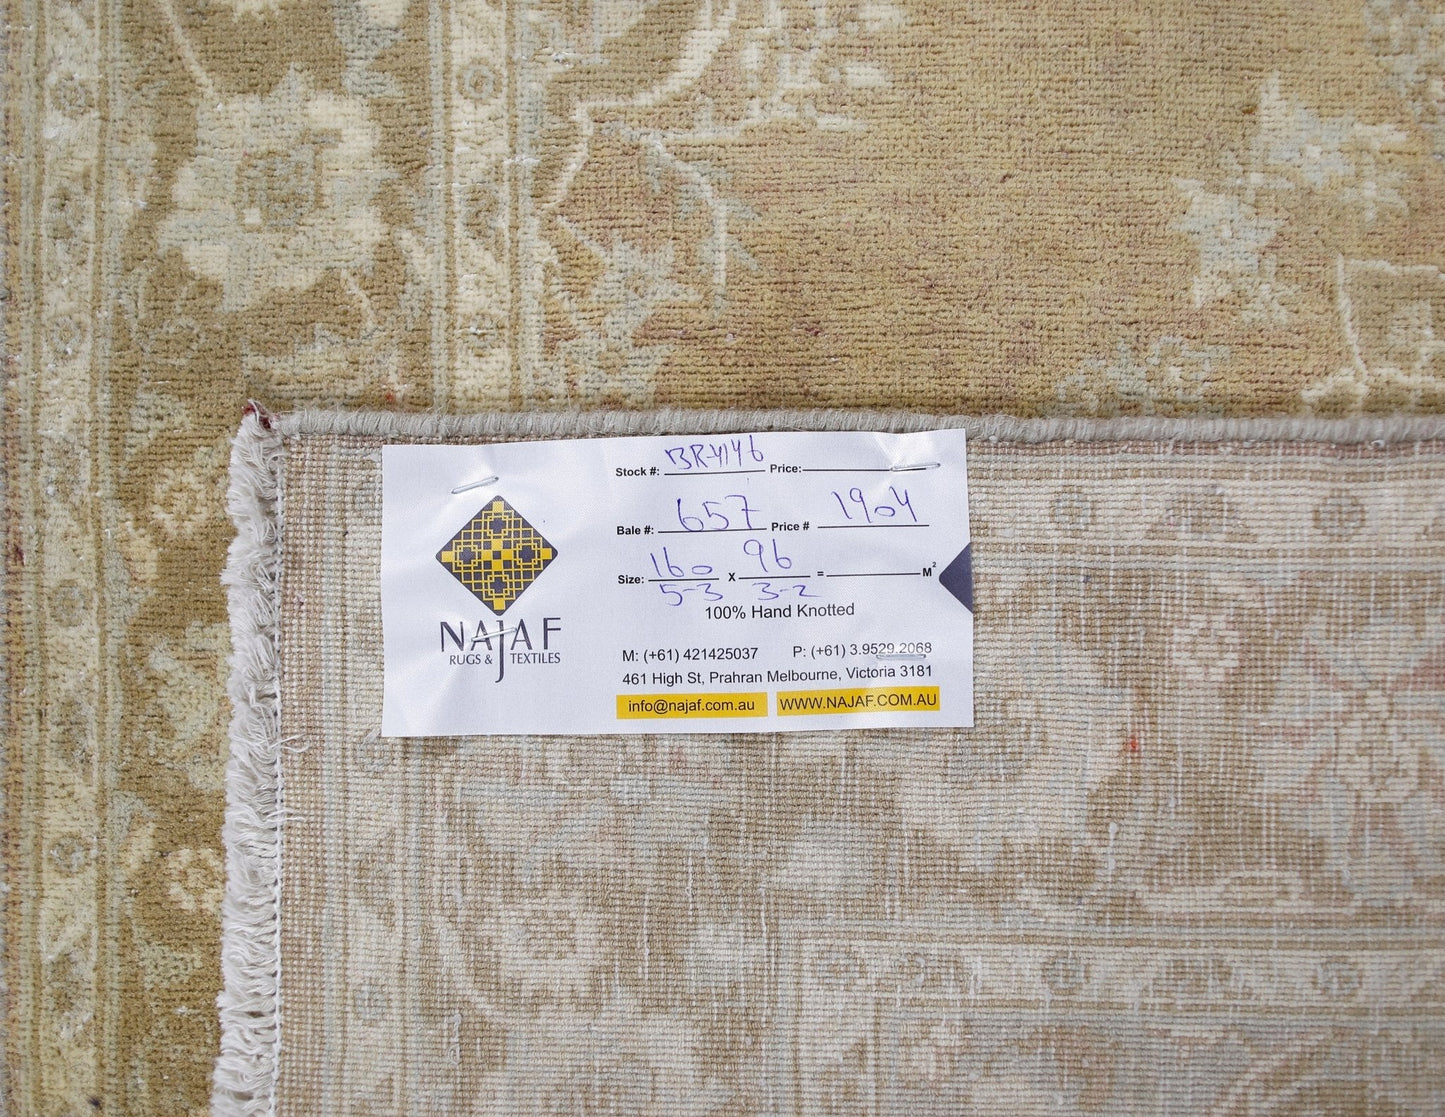 NAJAF
RUGS & TEXTILES
Stock #: BR-4146 Price:
Bale #: 657 Price # 1904
Size: 160 x 96 = M²
5-3 3-2
100% Hand Knotted
M: (+61) 421425037 P: (+61) 3.9529.2068
461 High St, Prahran Melbourne, Victoria 3181
info@najaf.com.au WWW.NAJAF.COM.AU